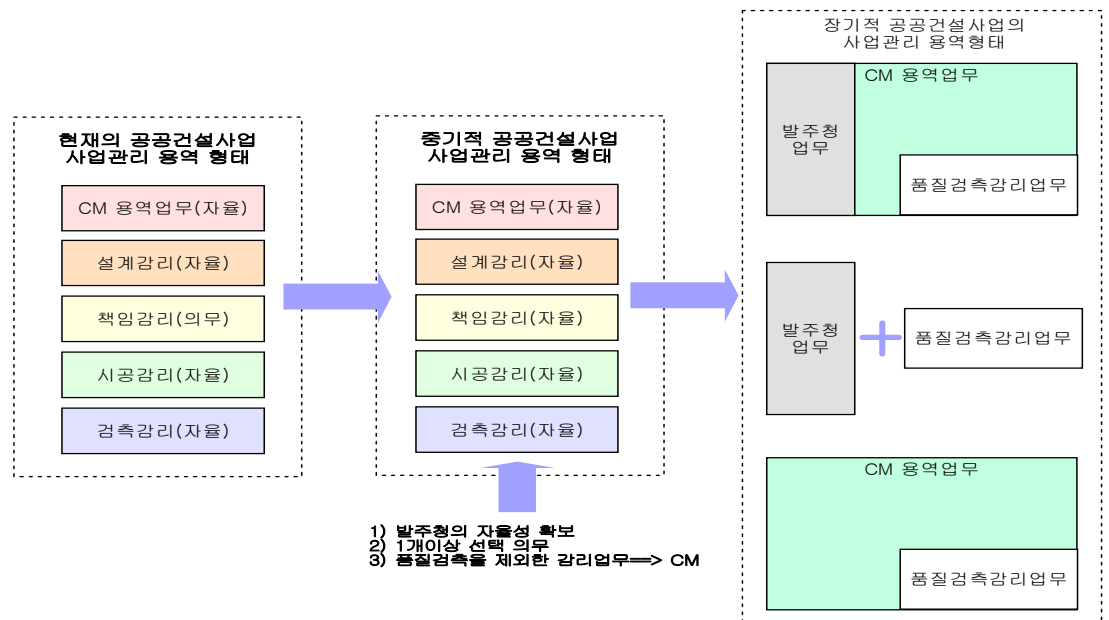 현재의 공공건설사업
사업관리 용역 형태
CM 용역업무(자율)
설계감리(자율)
책임감리(의무)
시공감리(자율)
검측감리(자율)
중기적 공공건설사업
사업관리 용역 형태
CM 용역업무(자율)
설계감리(자율)
책임감리(자율)
시공감리(자율)
검측감리(자율)
1) 발주청의 자율성 확보
2) 1개이상 선택 의무
3) 품질검측을 제외한 감리업무==> CM
장기적 공공건설사업의
사업관리 용역형태
CM 용역업무
발주청
업무
품질검측감리업무
발주청
업무
품질검측감리업무
CM 용역업무
품질검측감리업무